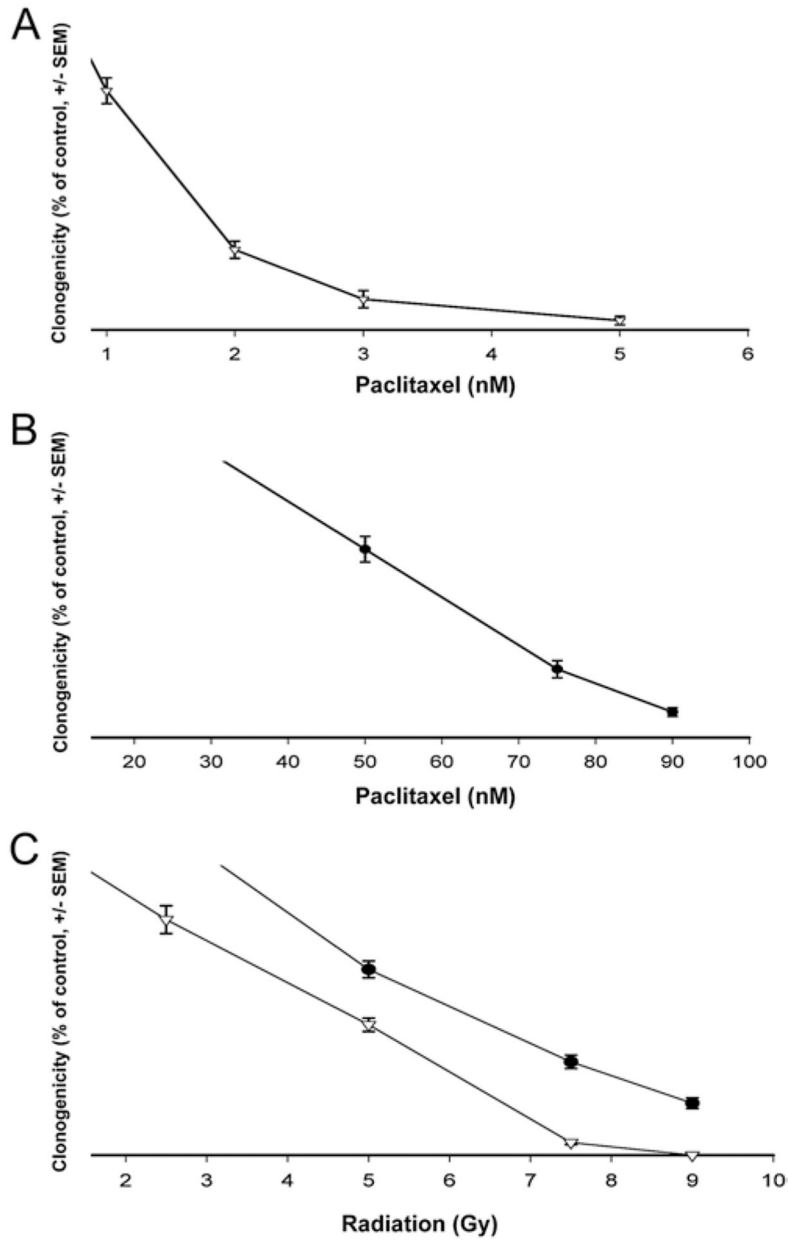 A
Clonogenicity (% of control, +/- SEM)
1 2 3 4 5 6
Paclitaxel (nM)
B
Clonogenicity (% of control, +/- SEM)
20 30 40 50 60 70 80 90 100
Paclitaxel (nM)
C
Clonogenicity (% of control, +/- SEM)
2 3 4 5 6 7 8 9 10
Radiation (Gy)